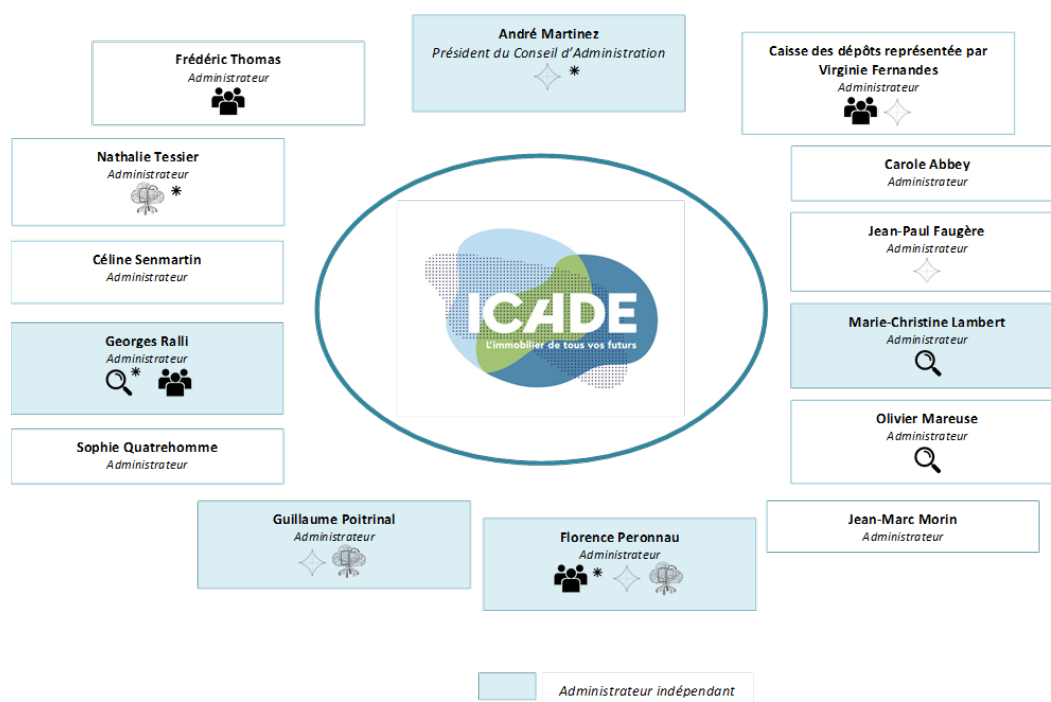 André Martinez
Président du Conseil d'Administration
*
Frédéric Thomas
Administrateur
Caisse des dépôts représentée par
Virginie Fernandes
Administrateur
Nathalie Tessier
Administrateur
*
Carole Abbey
Administrateur
Céline Senmartin
Administrateur
Jean-Paul Faugère
Administrateur
ICADE
L'immobilier de tous vos futurs
Georges Ralli
Administrateur
*
Marie-Christine Lambert
Administrateur
Sophie Quatrehomme
Administrateur
Olivier Mareuse
Administrateur
Guillaume Poitrinal
Administrateur
Florence Peronnau
Administrateur
*
Jean-Marc Morin
Administrateur
Administrateur indépendant